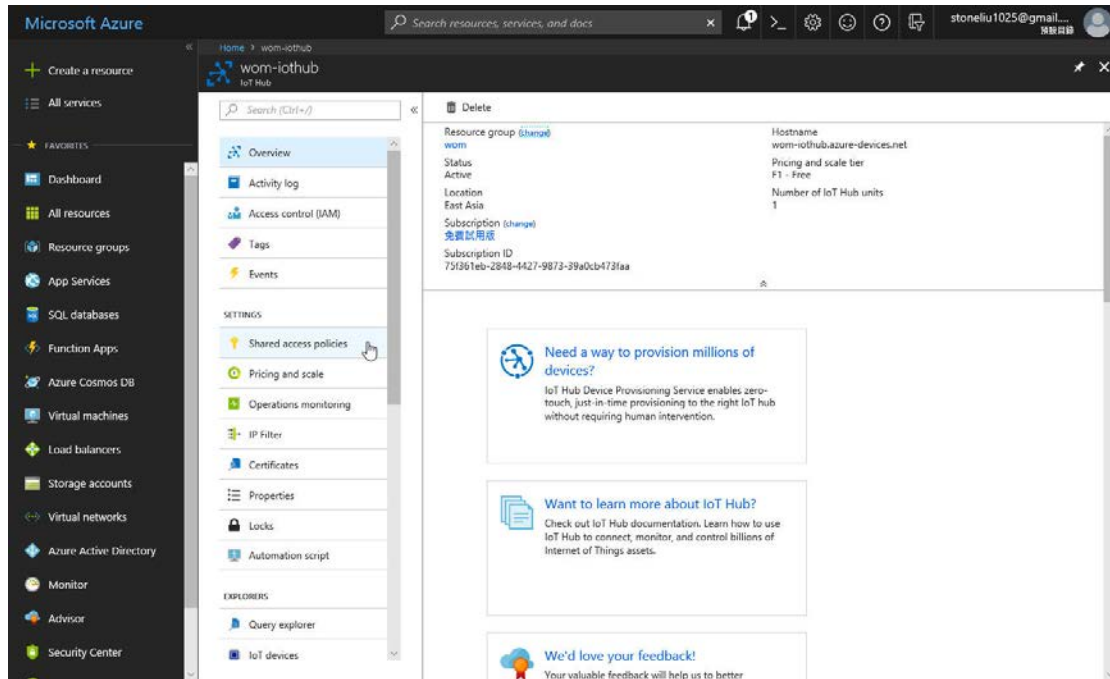 Microsoft Azure
Search resources, services, and docs
stoneliu1025@gmail....
預設目錄
Home > wom-iothub
wom-iothub
IoT Hub
Create a resource
All services
FAVORITES
Dashboard
All resources
Resource groups
App Services
SQL databases
Function Apps
Azure Cosmos DB
Virtual machines
Load balancers
Storage accounts
Virtual networks
Azure Active Directory
Monitor
Advisor
Security Center
Search (Ctrl+/)
Overview
Activity log
Access control (IAM)
Tags
Events
SETTINGS
Shared access policies
Pricing and scale
Operations monitoring
IP Filter
Certificates
Properties
Locks
Automation script
EXPLORERS
Query explorer
IoT devices
Delete
Resource group (change)
wom
Status
Active
Location
East Asia
Subscription (change)
免費試用版
Subscription ID
75f361eb-2848-4427-9873-39a0cb473faa
Hostname
wom-iothub.azure-devices.net
Pricing and scale tier
F1 - Free
Number of IoT Hub units
1
Need a way to provision millions of
devices?
IoT Hub Device Provisioning Service enables zero-
touch, just-in-time provisioning to the right IoT hub
without requiring human intervention.
Want to learn more about IoT Hub?
Check out IoT Hub documentation. Learn how to use
IoT Hub to connect, monitor, and control billions of
Internet of Things assets.
We'd love your feedback!
Your valuable feedback will help us to better